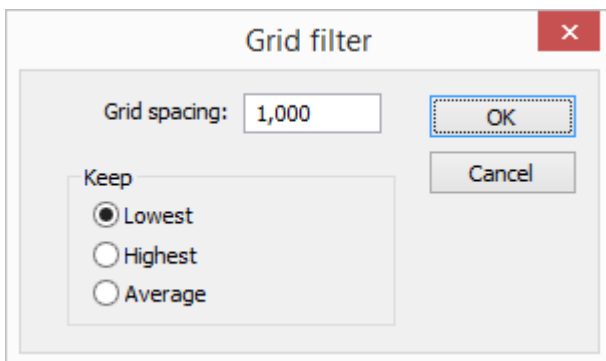 Grid filter
Grid spacing: 1,000
OK
Cancel
Keep
Lowest
Highest
Average